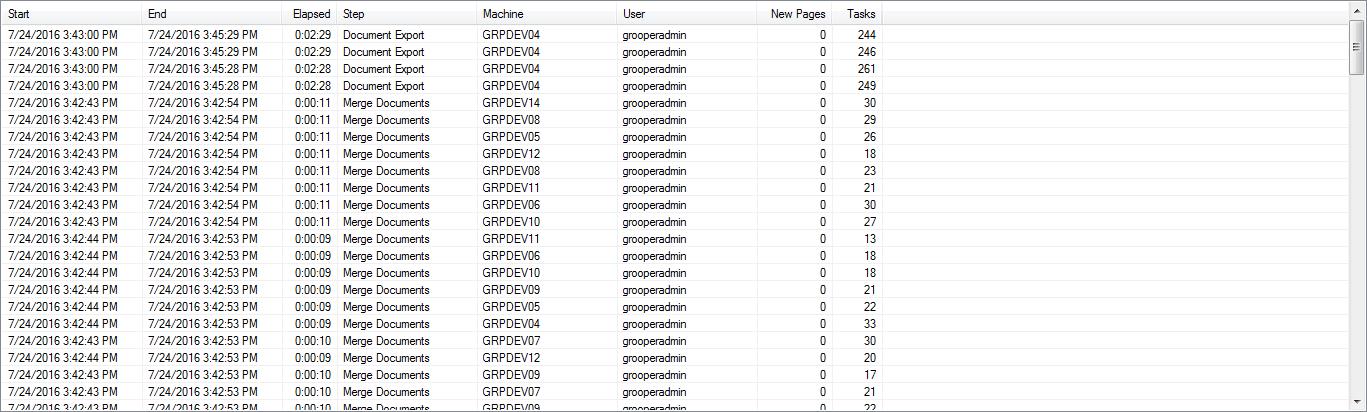 Start End Elapsed Step Machine User New Pages Tasks
7/24/2016 3:43:00 PM 7/24/2016 3:45:29 PM 0:02:29 Document Export GRPDEV04 grooperadmin 0 244
7/24/2016 3:43:00 PM 7/24/2016 3:45:29 PM 0:02:29 Document Export GRPDEV04 grooperadmin 0 246
7/24/2016 3:43:00 PM 7/24/2016 3:45:28 PM 0:02:28 Document Export GRPDEV04 grooperadmin 0 261
7/24/2016 3:43:00 PM 7/24/2016 3:45:28 PM 0:02:28 Document Export GRPDEV04 grooperadmin 0 249
7/24/2016 3:42:43 PM 7/24/2016 3:42:54 PM 0:00:11 Merge Documents GRPDEV14 grooperadmin 0 30
7/24/2016 3:42:43 PM 7/24/2016 3:42:54 PM 0:00:11 Merge Documents GRPDEV08 grooperadmin 0 29
7/24/2016 3:42:43 PM 7/24/2016 3:42:54 PM 0:00:11 Merge Documents GRPDEV05 grooperadmin 0 26
7/24/2016 3:42:43 PM 7/24/2016 3:42:54 PM 0:00:11 Merge Documents GRPDEV12 grooperadmin 0 18
7/24/2016 3:42:43 PM 7/24/2016 3:42:54 PM 0:00:11 Merge Documents GRPDEV08 grooperadmin 0 23
7/24/2016 3:42:43 PM 7/24/2016 3:42:54 PM 0:00:11 Merge Documents GRPDEV11 grooperadmin 0 21
7/24/2016 3:42:43 PM 7/24/2016 3:42:54 PM 0:00:11 Merge Documents GRPDEV06 grooperadmin 0 30
7/24/2016 3:42:43 PM 7/24/2016 3:42:54 PM 0:00:11 Merge Documents GRPDEV10 grooperadmin 0 27
7/24/2016 3:42:44 PM 7/24/2016 3:42:53 PM 0:00:09 Merge Documents GRPDEV11 grooperadmin 0 13
7/24/2016 3:42:44 PM 7/24/2016 3:42:53 PM 0:00:09 Merge Documents GRPDEV06 grooperadmin 0 18
7/24/2016 3:42:44 PM 7/24/2016 3:42:53 PM 0:00:09 Merge Documents GRPDEV10 grooperadmin 0 18
7/24/2016 3:42:44 PM 7/24/2016 3:42:53 PM 0:00:09 Merge Documents GRPDEV09 grooperadmin 0 21
7/24/2016 3:42:44 PM 7/24/2016 3:42:53 PM 0:00:09 Merge Documents GRPDEV05 grooperadmin 0 22
7/24/2016 3:42:44 PM 7/24/2016 3:42:53 PM 0:00:09 Merge Documents GRPDEV04 grooperadmin 0 33
7/24/2016 3:42:43 PM 7/24/2016 3:42:53 PM 0:00:10 Merge Documents GRPDEV07 grooperadmin 0 30
7/24/2016 3:42:44 PM 7/24/2016 3:42:53 PM 0:00:09 Merge Documents GRPDEV12 grooperadmin 0 20
7/24/2016 3:42:43 PM 7/24/2016 3:42:53 PM 0:00:10 Merge Documents GRPDEV09 grooperadmin 0 17
7/24/2016 3:42:43 PM 7/24/2016 3:42:53 PM 0:00:10 Merge Documents GRPDEV07 grooperadmin 0 21
7/24/2016 3:42:43 PM 7/24/2016 3:42:53 PM 0:00:10 Merge Documents GRPDEV09 grooperadmin 0 22